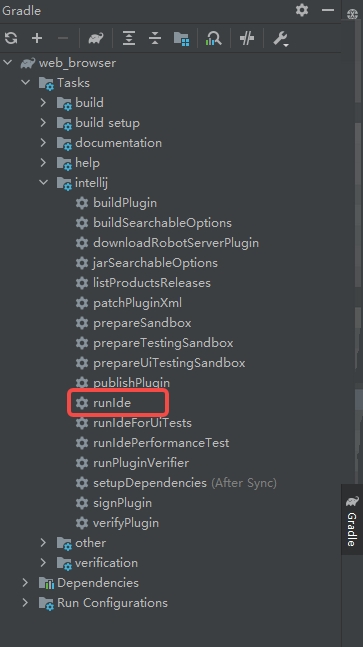 Gradle
web_browser
Tasks
build
build setup
documentation
help
intellij
buildPlugin
buildSearchableOptions
downloadRobotServerPlugin
jarSearchableOptions
listProductsReleases
patchPluginXml
prepareSandbox
prepareTestingSandbox
prepareUiTestingSandbox
publishPlugin
runIde
runIdeForUiTests
runIdePerformanceTest
runPluginVerifier
setupDependencies (After Sync)
signPlugin
verifyPlugin
other
verification
Dependencies
Run Configurations
Gradle